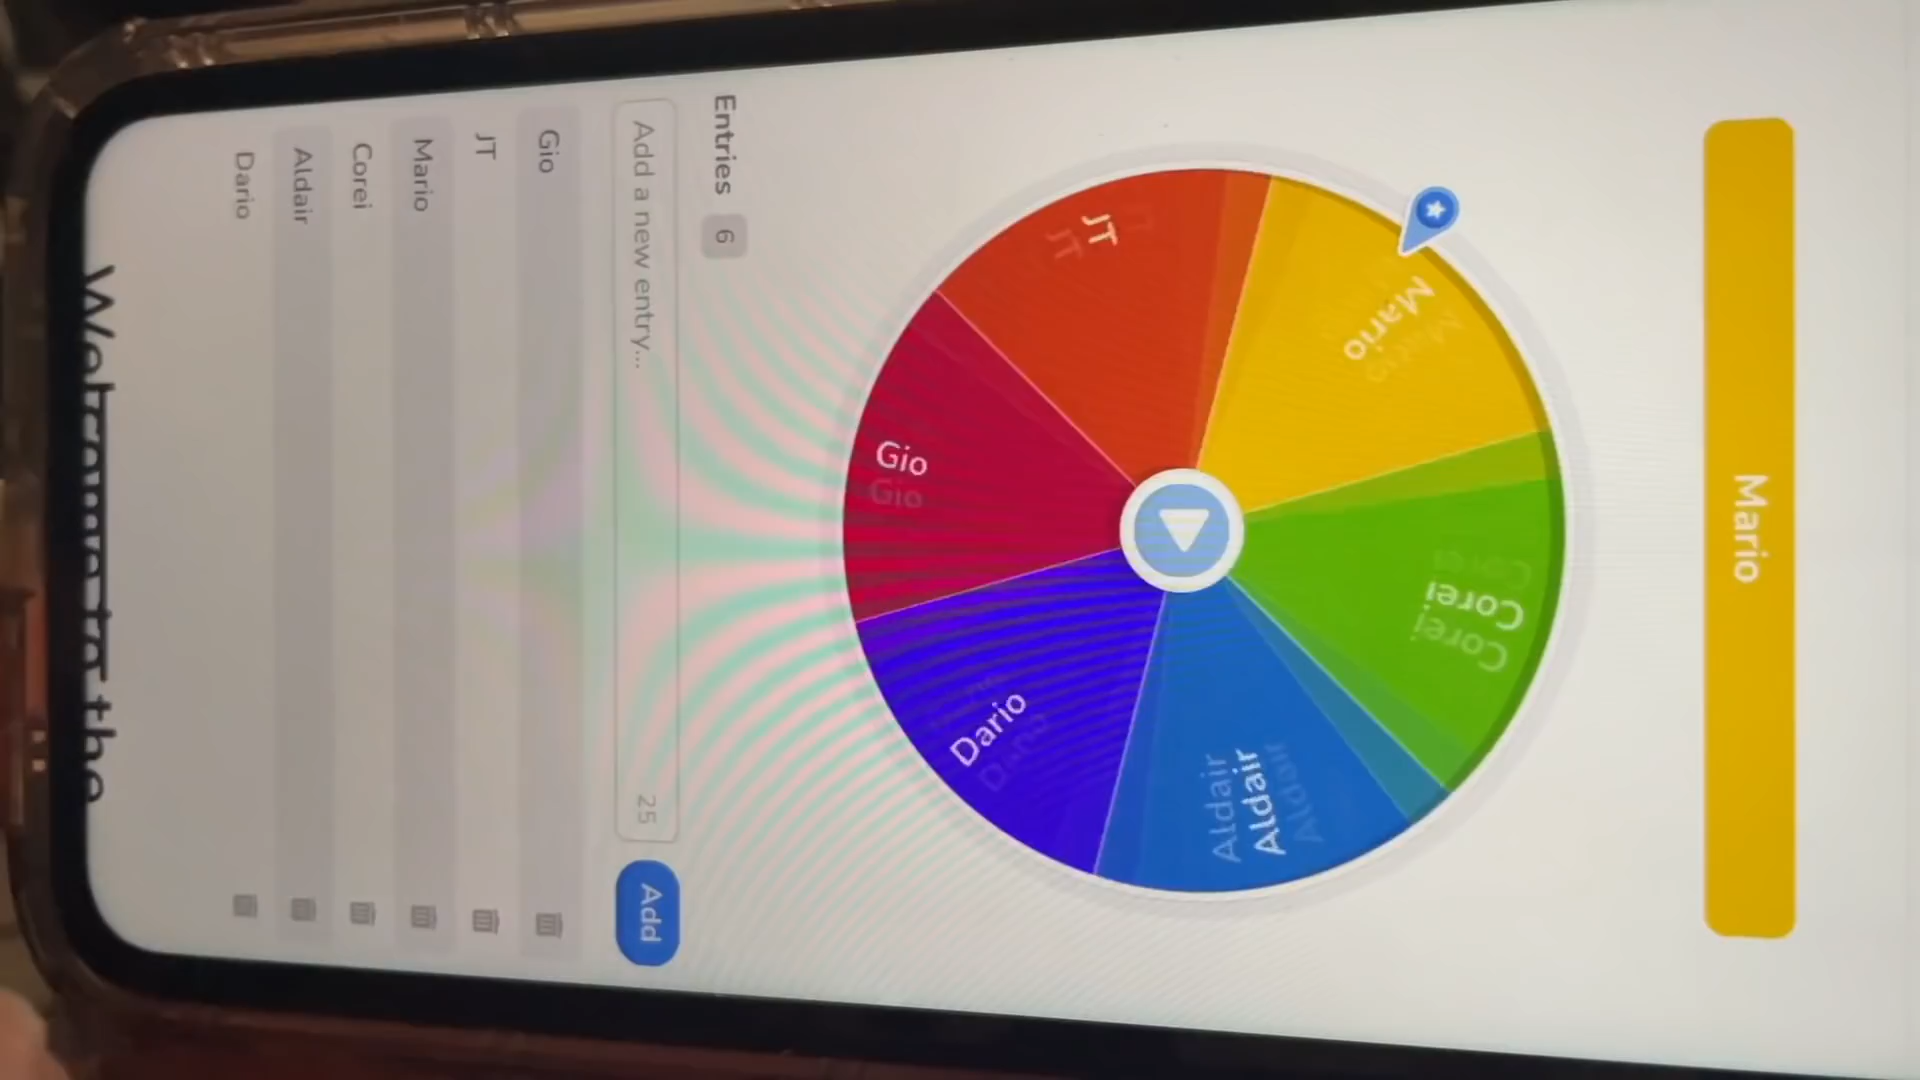 Mario
Mario
Corei
JT
Aldair
Gio
Dario
Entries 6
Add a new entry... 25 Add
Gio
JT
Mario
Corei
Aldair
Dario
the